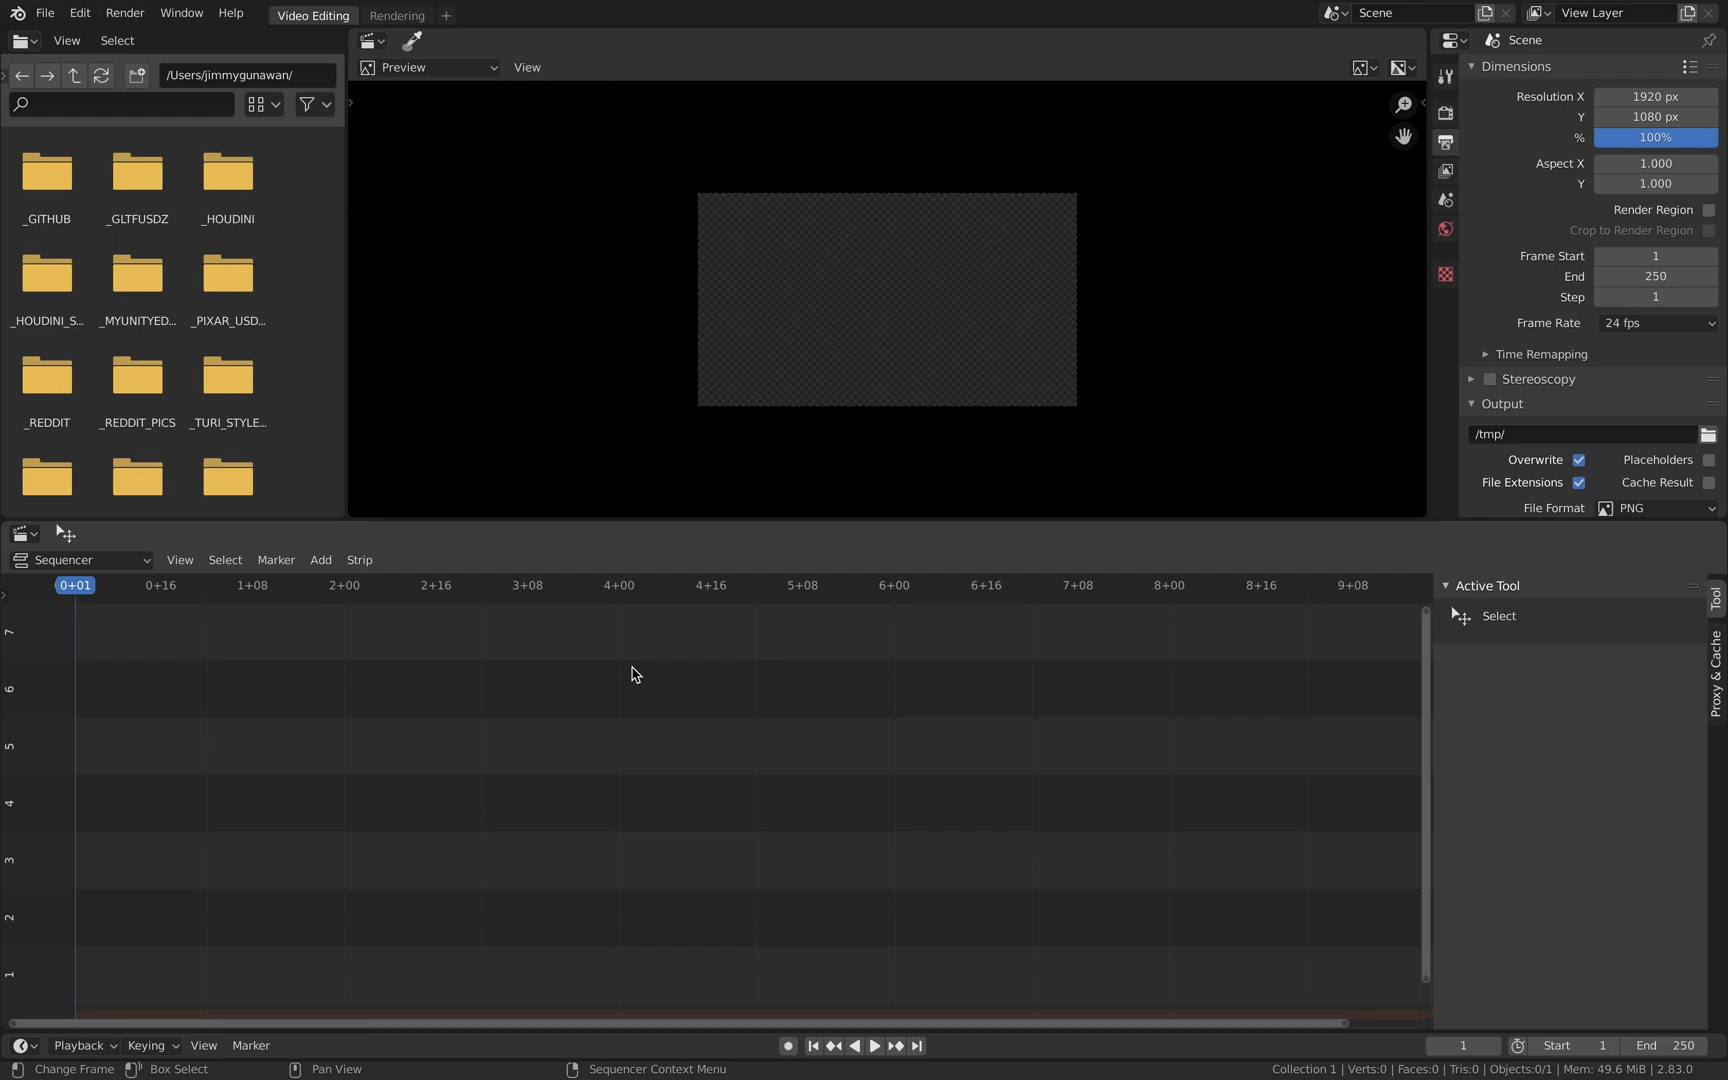 File Edit Render Window Help Video Editing Rendering + Scene View Layer
View Select Scene
/Users/jimmygunawan/ Preview View Dimensions
Resolution X 1920 px
Y 1080 px
% 100%
Aspect X 1.000
Y 1.000
_GITHUB _GLTFUSDZ _HOUDINI
Render Region
Crop to Render Region
Frame Start 1
End 250
Step 1
_HOUDINI_S... _MYUNITYED... _PIXAR_USD...
Frame Rate 24 fps
Time Remapping
Stereoscopy
Output
_REDDIT _REDDIT_PICS _TURI_STYLE...
/tmp/
Overwrite Placeholders
File Extensions Cache Result
File Format PNG
Sequencer View Select Marker Add Strip
0+01 0+16 1+08 2+00 2+16 3+08 4+00 4+16 5+08 6+00 6+16 7+08 8+00 8+16 9+08
Active Tool
Select
Tool
Proxy & Cache
7
6
5
4
3
2
1
Playback Keying View Marker 1 Start 1 End 250
Change Frame Box Select Pan View Sequencer Context Menu Collection 1 | Verts:0 | Faces:0 | Tris:0 | Objects:0/1 | Mem: 49.6 MiB | 2.83.0